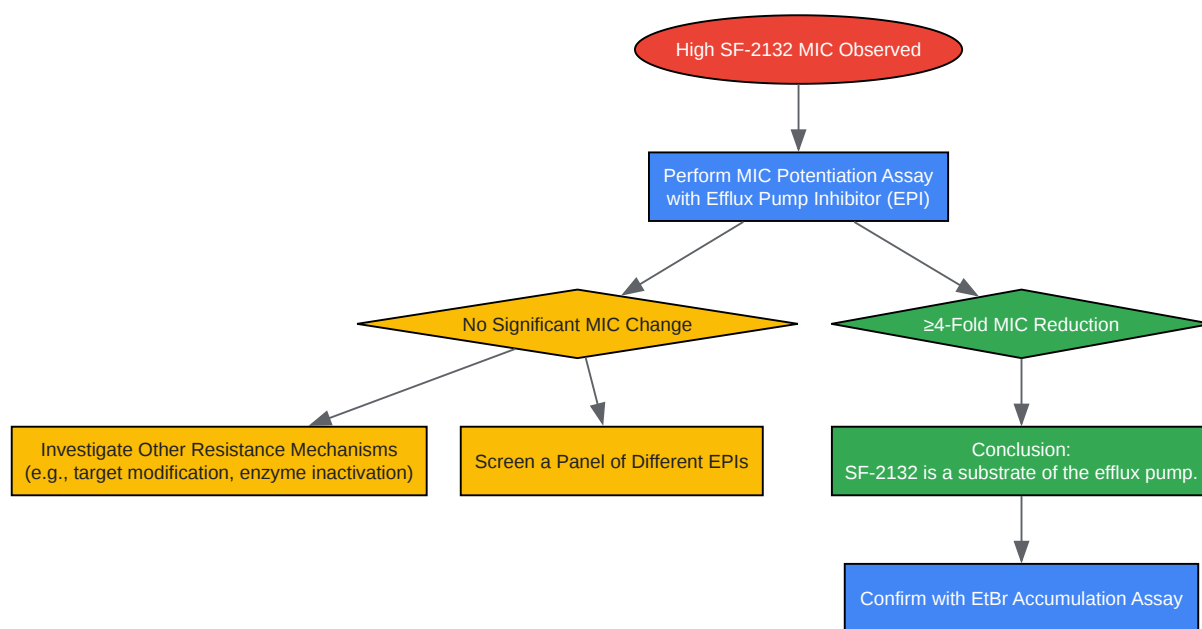 High SF-2132 MIC Observed
Perform MIC Potentiation Assay
with Efflux Pump Inhibitor (EPI)
No Significant MIC Change
≥4-Fold MIC Reduction
Investigate Other Resistance Mechanisms
(e.g., target modification, enzyme inactivation)
Screen a Panel of Different EPIs
Conclusion:
SF-2132 is a substrate of the efflux pump.
Confirm with EtBr Accumulation Assay